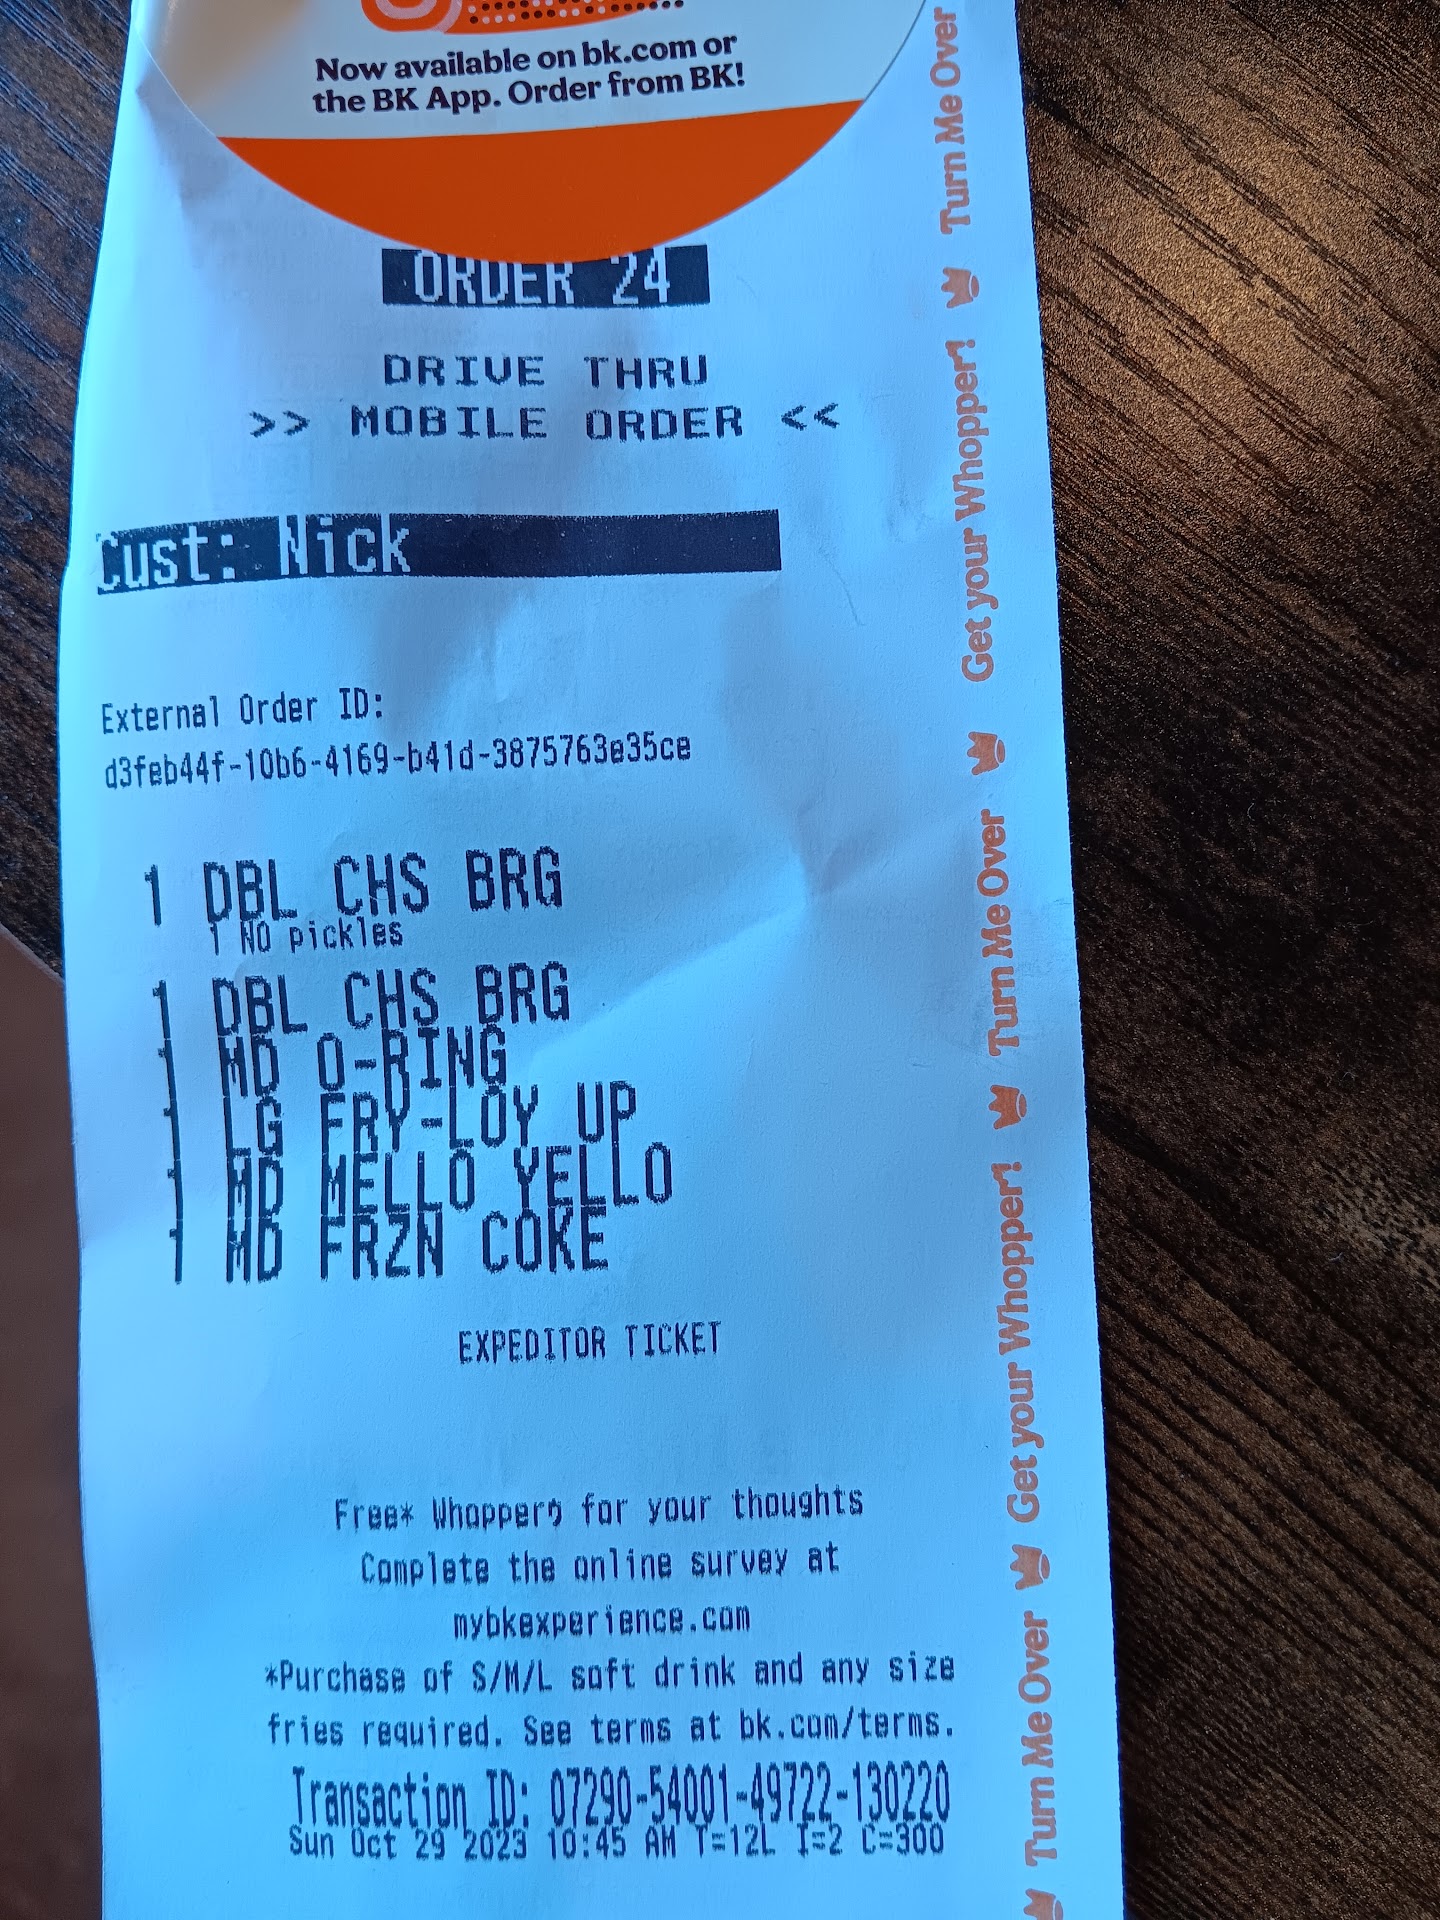 Now available on bk.com or
the BK App. Order from BK!
ORDER 24
DRIVE THRU
>> MOBILE ORDER <<
Cust: Nick
External Order ID:
d3feb44f-10b6-4169-b41d-3875763e35ce
1 DBL CHS BRG
1 NO pickles
1 DBL CHS BRG
1 MD O-RING
1 LG FRY-LOY UP
1 MD MELLO YELLO
1 MD FRZN COKE
EXPEDITOR TICKET
Free* Whopper for your thoughts
Complete the online survey at
mybkexperience.com
*Purchase of S/M/L soft drink and any size
fries required. See terms at bk.com/terms.
Transaction ID: 07290-54001-49722-130220
Sun Oct 29 2023 10:45 AM T=12L I=2 C=300
Turn Me Over
Get your Whopper!
Turn Me Over
Get your Whopper!
Turn Me Over